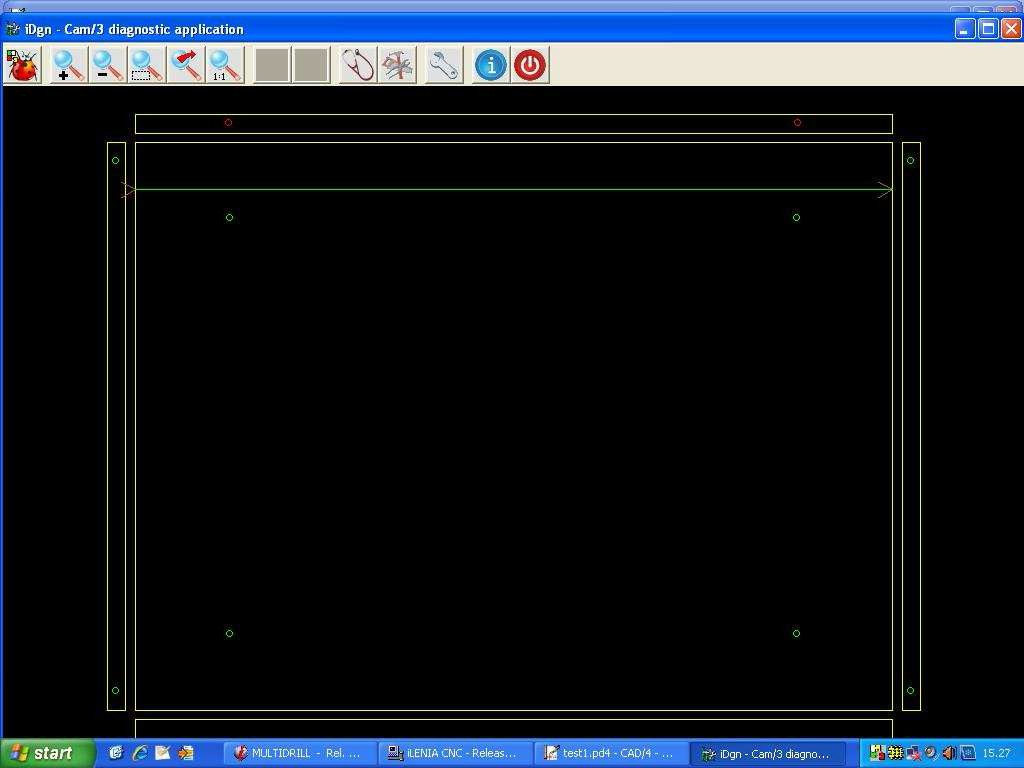 iDgn - Cam/3 diagnostic application
1:1
start
MULTIDRILL - Rel. ...
iLENIA CNC - Releas...
test1.pd4 - CAD/4 - ...
iDgn - Cam/3 diagno...
15.27